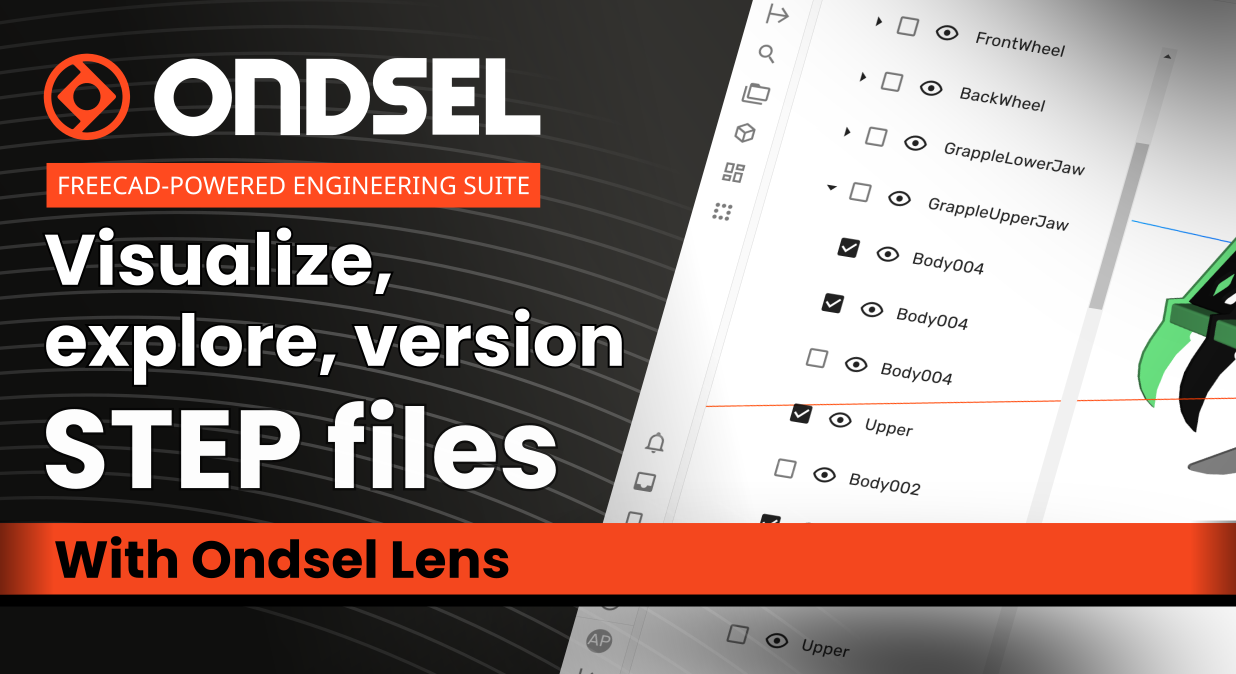 ONDSEL
FREECAD-POWERED ENGINEERING SUITE
Visualize,
explore, version
STEP files
With Ondsel Lens
FrontWheel
BackWheel
GrappleLowerJaw
GrappleUpperJaw
Body004
Body004
Body004
Upper
Body002
AP
Upper